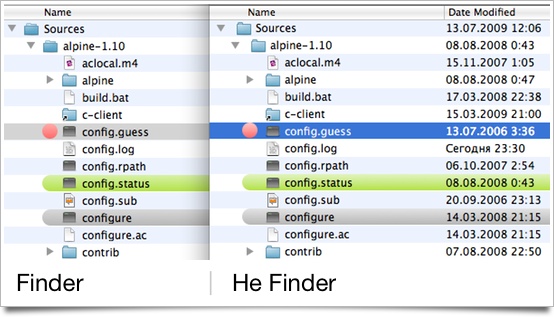 Name Name Date Modified
Sources Sources 13.07.2009 12:06
alpine-1.10 alpine-1.10 08.08.2008 0:43
aclocal.m4 aclocal.m4 15.11.2007 1:05
alpine alpine 08.08.2008 0:47
build.bat build.bat 17.03.2008 22:38
c-client c-client 15.03.2009 21:00
config.guess config.guess 13.07.2006 3:36
config.log config.log Сегодня 23:30
config.rpath config.rpath 06.10.2007 2:54
config.status config.status 08.08.2008 0:43
config.sub config.sub 20.09.2006 23:13
configure configure 14.03.2008 21:15
configure.ac configure.ac 14.03.2008 21:15
contrib contrib 07.08.2008 22:50
Finder Не Finder